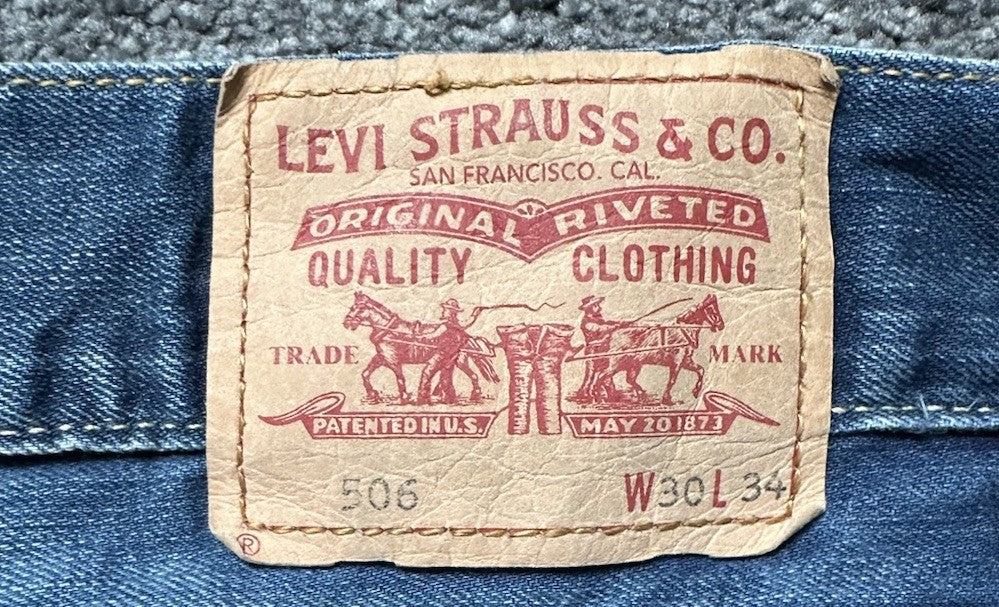 LEVI STRAUSS & CO.
SAN FRANCISCO. CAL.
ORIGINAL RIVETED
QUALITY CLOTHING
TRADE MARK
PATENTED IN U.S. MAY 20 1873
506 W30 L 34
®